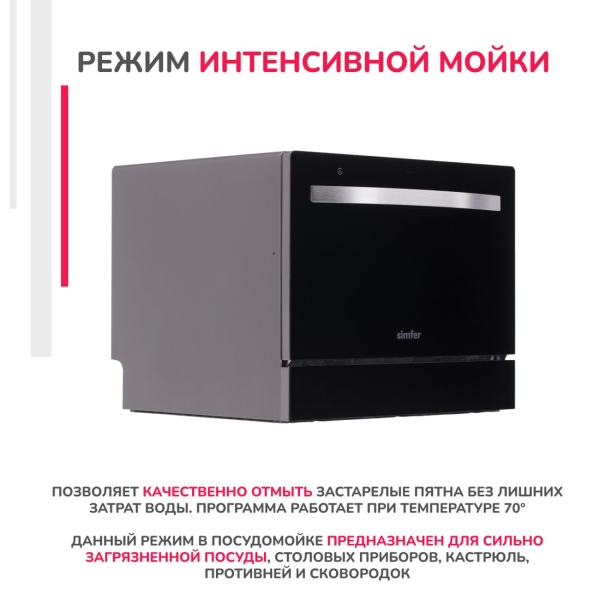 РЕЖИМ ИНТЕНСИВНОЙ МОЙКИ
simfer
ПОЗВОЛЯЕТ КАЧЕСТВЕННО ОТМЫТЬ ЗАСТАРЕЛЫЕ ПЯТНА БЕЗ ЛИШНИХ
ЗАТРАТ ВОДЫ. ПРОГРАММА РАБОТАЕТ ПРИ ТЕМПЕРАТУРЕ 70°
ДАННЫЙ РЕЖИМ В ПОСУДОМОЙКЕ ПРЕДНАЗНАЧЕН ДЛЯ СИЛЬНО
ЗАГРЯЗНЕННОЙ ПОСУДЫ, СТОЛОВЫХ ПРИБОРОВ, КАСТРЮЛЬ,
ПРОТИВНЕЙ И СКОВОРОДОК